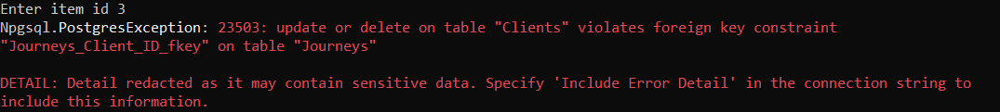 Enter item id 3
Npgsql.PostgresException: 23503: update or delete on table "Clients" violates foreign key constraint
"Journeys_Client_ID_fkey" on table "Journeys"
DETAIL: Detail redacted as it may contain sensitive data. Specify 'Include Error Detail' in the connection string to
include this information.